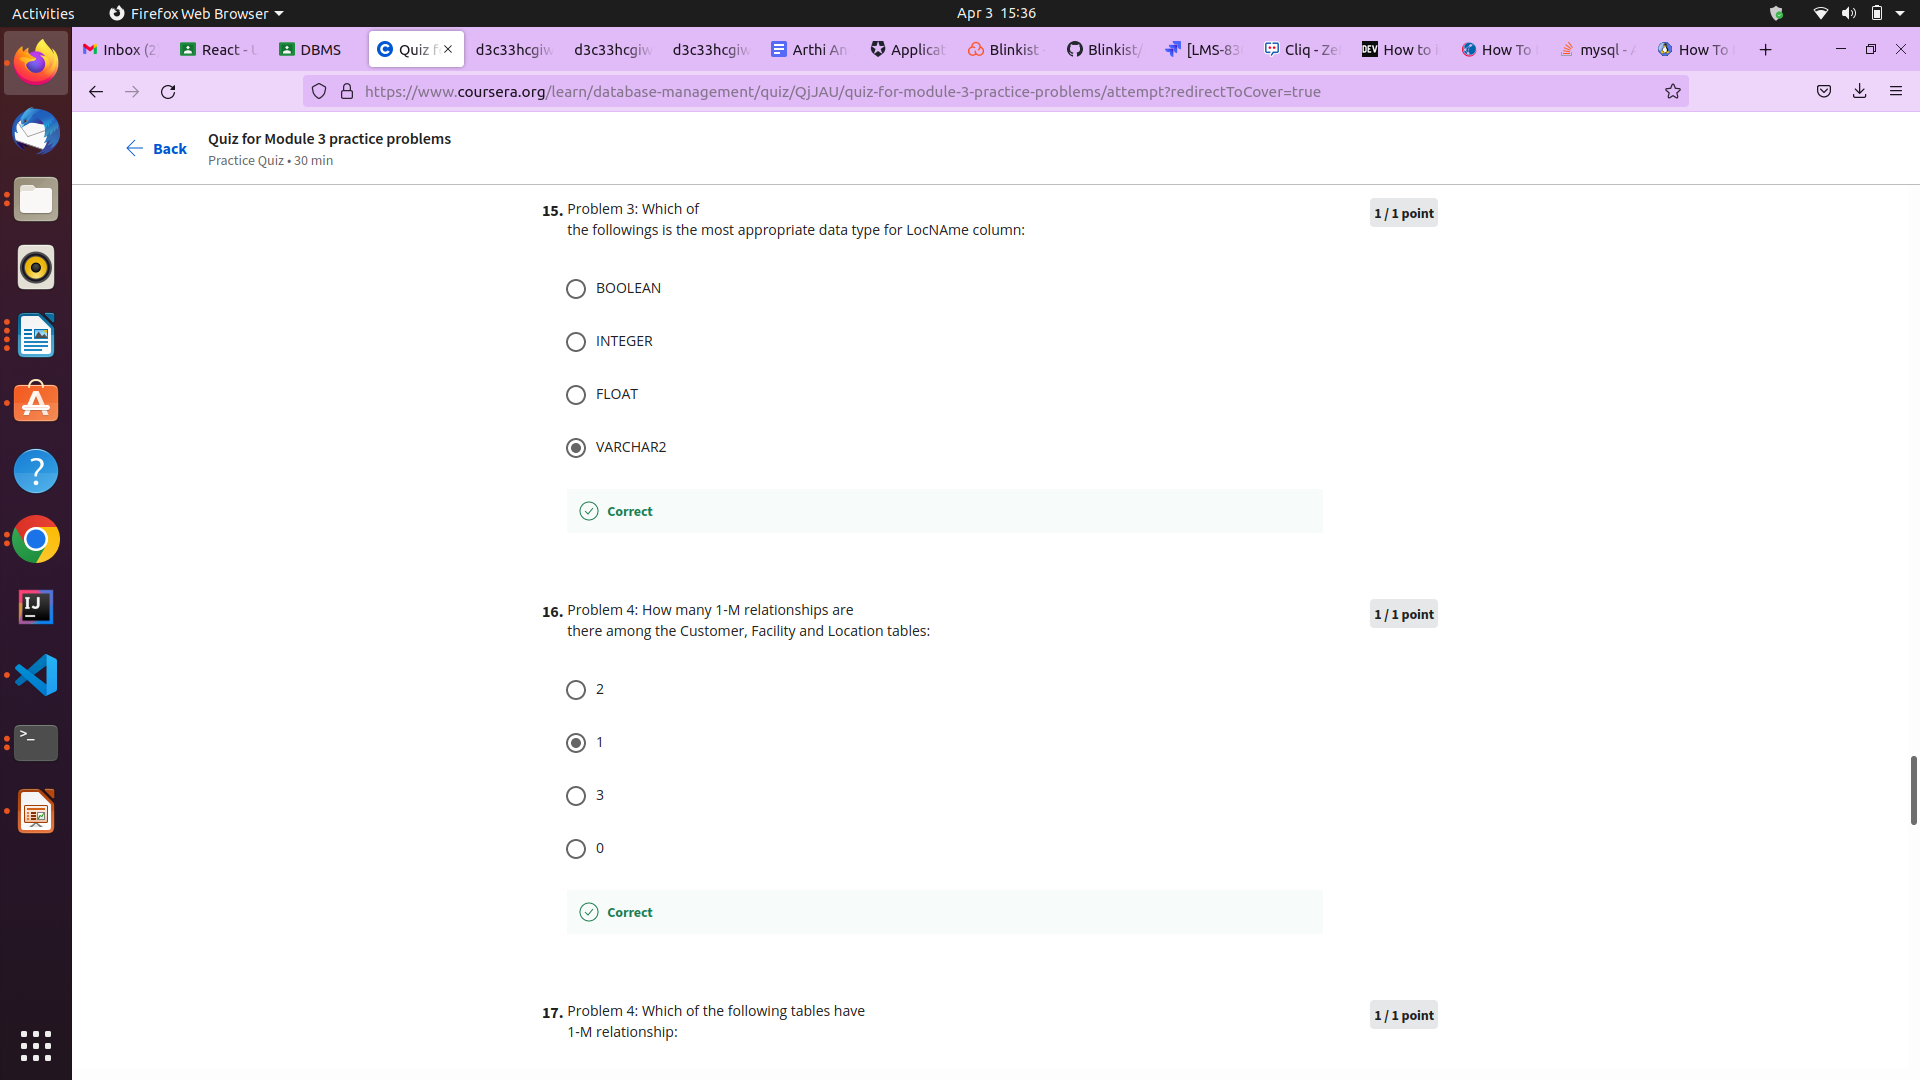 Activities
Firefox Web Browser
Apr 3 15:36
Inbox (2
React - U
DBMS
Quiz f
d3c33hcgiw
d3c33hcgiw
d3c33hcgiw
Arthi An
Applicat
Blinkist -
Blinkist/
[LMS-83
Cliq - Ze
DEV
How to i
How To
mysql - A
How To I
https://www.coursera.org/learn/database-management/quiz/QjJAU/quiz-for-module-3-practice-problems/attempt?redirectToCover=true
Back
Quiz for Module 3 practice problems
Practice Quiz • 30 min
15. Problem 3: Which of
the followings is the most appropriate data type for LocNAme column:
1 / 1 point
BOOLEAN
INTEGER
FLOAT
VARCHAR2
Correct
16. Problem 4: How many 1-M relationships are
there among the Customer, Facility and Location tables:
1 / 1 point
2
1
3
0
Correct
17. Problem 4: Which of the following tables have
1-M relationship:
1 / 1 point